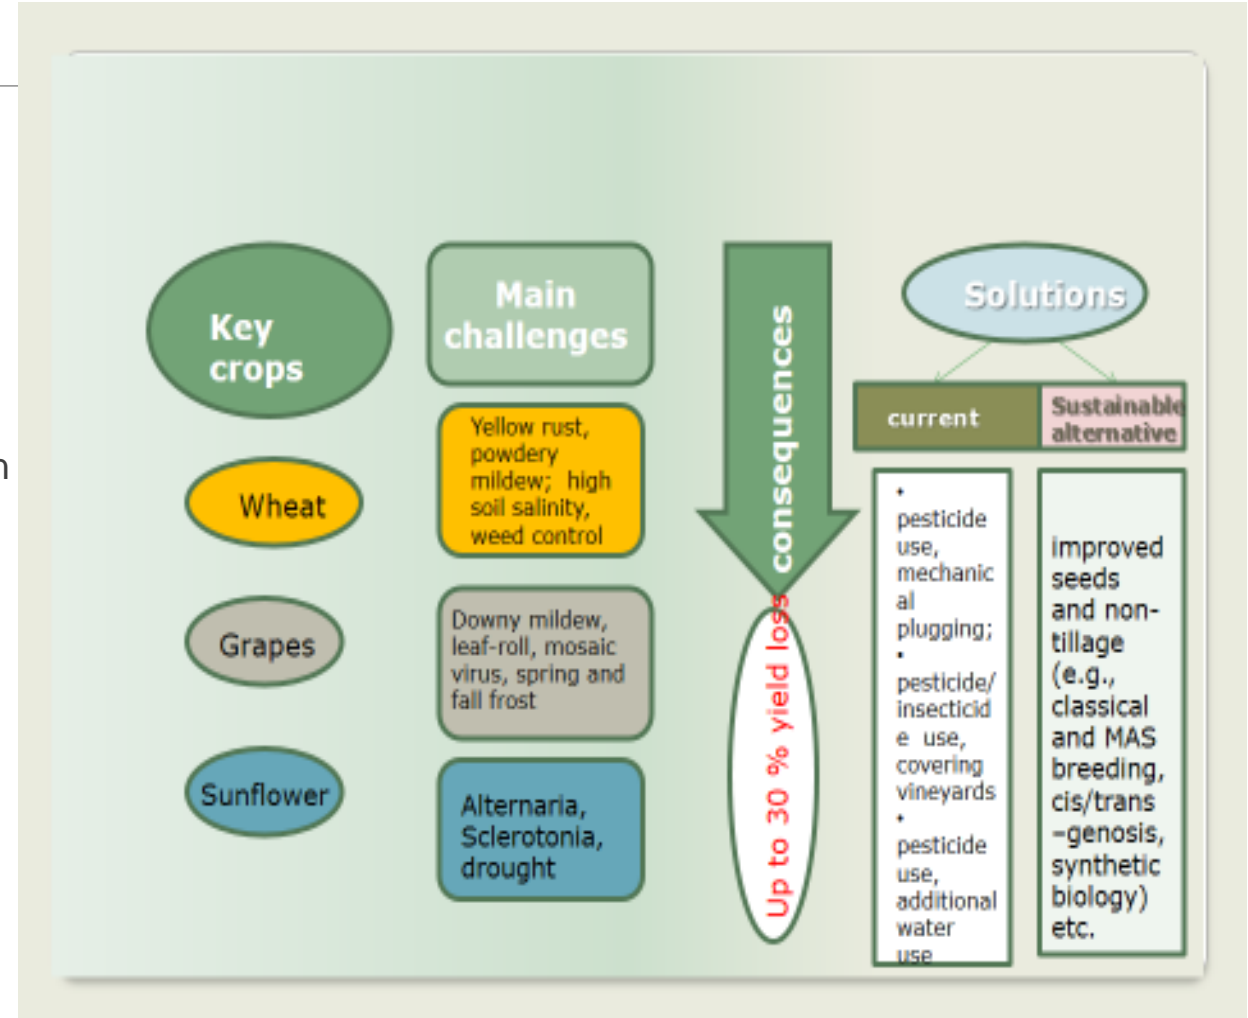 n
Key
crops
Main
challenges
consequences
Solutions
current
Sustainable
alternative
Wheat
Yellow rust,
powdery
mildew;  high
soil salinity,
weed control
Grapes
Downy mildew,
leaf-roll, mosaic
virus, spring and
fall frost
Sunflower
Alternaria,
Sclerotonia,
drought
Up to 30 % yield loss
•
pesticide
use,
mechanic
al
plugging;
•
pesticide/
insecticid
e  use,
covering
vineyards
•
pesticide
use,
additional
water
use
improved
seeds
and non-
tillage
(e.g.,
classical
and MAS
breeding,
cis/trans
–genosis,
synthetic
biology)
etc.